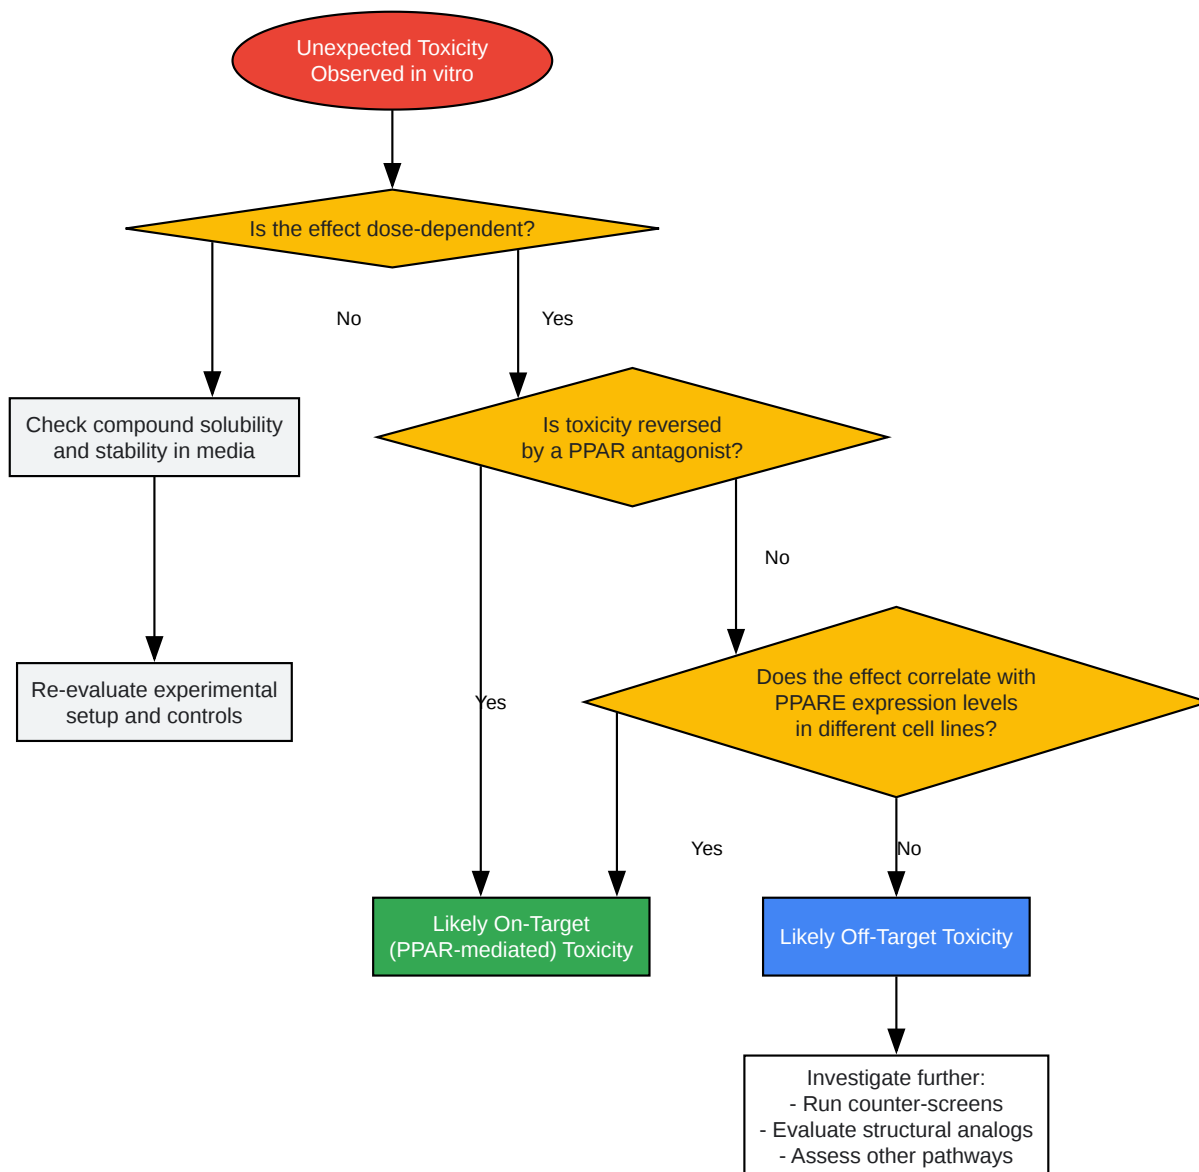 Unexpected Toxicity
Observed in vitro
Is the effect dose-dependent?
No
Yes
Check compound solubility
and stability in media
Is toxicity reversed
by a PPAR antagonist?
No
Re-evaluate experimental
setup and controls
Yes
Does the effect correlate with
PPARE expression levels
in different cell lines?
Yes
No
Likely On-Target
(PPAR-mediated) Toxicity
Likely Off-Target Toxicity
Investigate further:
- Run counter-screens
- Evaluate structural analogs
- Assess other pathways